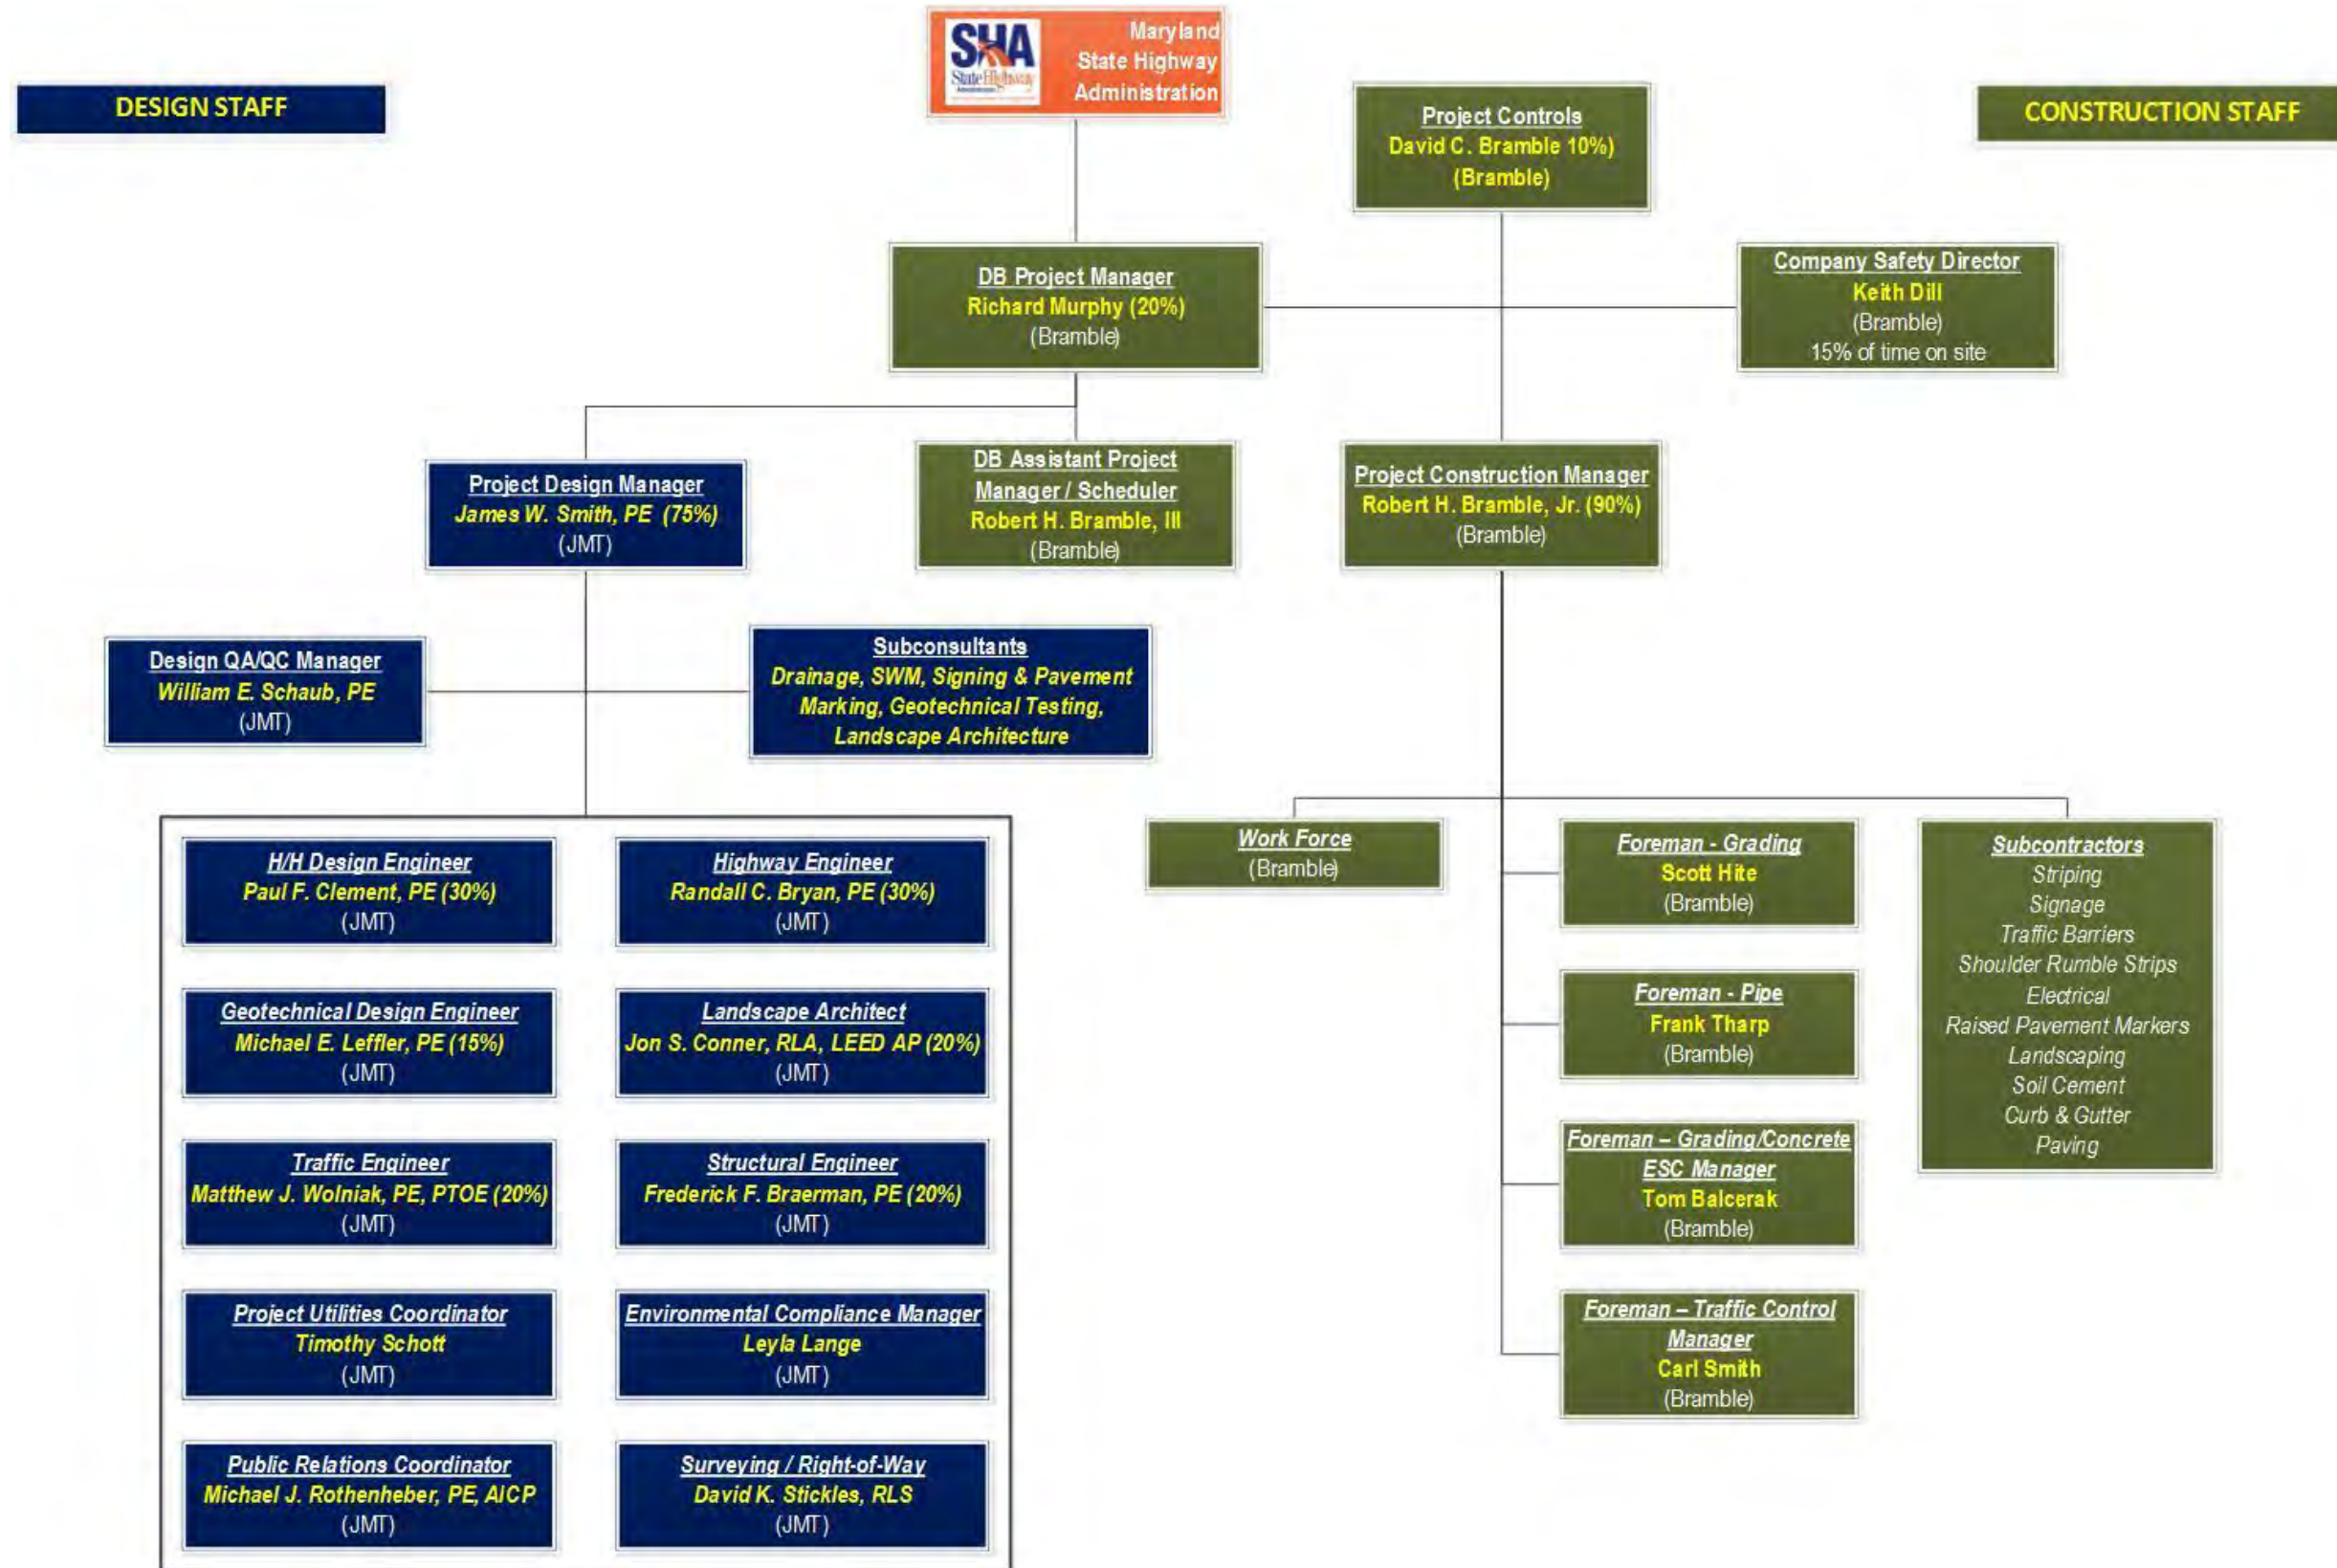 SHA
State Highway
Maryland
State Highway
Administration
DESIGN STAFF
CONSTRUCTION STAFF
Project Controls
David C. Bramble 10%)
(Bramble)
DB Project Manager
Richard Murphy (20%)
(Bramble)
Company Safety Director
Keith Dill
(Bramble)
15% of time on site
Project Design Manager
James W. Smith, PE (75%)
(JMT)
DB Assistant Project
Manager / Scheduler
Robert H. Bramble, III
(Bramble)
Project Construction Manager
Robert H. Bramble, Jr. (90%)
(Bramble)
Design QA/QC Manager
William E. Schaub, PE
(JMT)
Subconsultants
Drainage, SWM, Signing & Pavement
Marking, Geotechnical Testing,
Landscape Architecture
H/H Design Engineer
Paul F. Clement, PE (30%)
(JMT)
Highway Engineer
Randall C. Bryan, PE (30%)
(JMT)
Geotechnical Design Engineer
Michael E. Leffler, PE (15%)
(JMT)
Landscape Architect
Jon S. Conner, RLA, LEED AP (20%)
(JMT)
Traffic Engineer
Matthew J. Wolniak, PE, PTOE (20%)
(JMT)
Structural Engineer
Frederick F. Braerman, PE (20%)
(JMT)
Project Utilities Coordinator
Timothy Schott
(JMT)
Environmental Compliance Manager
Leyla Lange
(JMT)
Public Relations Coordinator
Michael J. Rothenheber, PE, AICP
(JMT)
Surveying / Right-of-Way
David K. Stickles, RLS
(JMT)
Work Force
(Bramble)
Foreman - Grading
Scott Hite
(Bramble)
Foreman - Pipe
Frank Tharp
(Bramble)
Foreman – Grading/Concrete
ESC Manager
Tom Balcerak
(Bramble)
Foreman – Traffic Control
Manager
Carl Smith
(Bramble)
Subcontractors
Striping
Signage
Traffic Barriers
Shoulder Rumble Strips
Electrical
Raised Pavement Markers
Landscaping
Soil Cement
Curb & Gutter
Paving